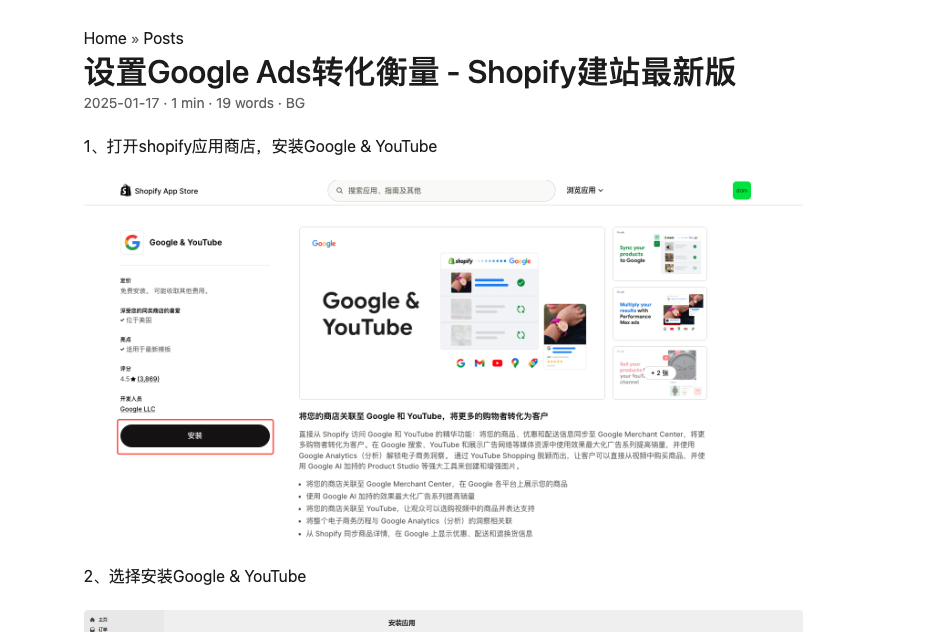 Home » Posts
设置Google Ads转化衡量 - Shopify建站最新版
2025-01-17 · 1 min · 19 words · BG
1、打开shopify应用商店，安装Google & YouTube
Shopify App Store
搜索应用、指南及其他
浏览应用
Google & YouTube
定价
免费安装。 可能收取其他费用。
深受您的同类商店的喜爱
位于美国
亮点
适用于最新模板
评分
4.5★ (3,869)
开发人员
Google LLC
安装
Google
shopify
Google
Google &
YouTube
Sync your
products
to Google
Multiply your
results with
Performance
Max ads
Sell your
products
your YouTube
channel
+ 2 张
将您的商店关联至 Google 和 YouTube，将更多的购物者转化为客户
直接从 Shopify 访问 Google 和 YouTube 的精华功能：将您的商品、优惠和配送信息同步至 Google Merchant Center，将更
多购物者转化为客户。在 Google 搜索、YouTube 和展示广告网络等媒体资源中使用效果最大化广告系列提高销量，并使用
Google Analytics（分析）解锁电子商务洞察。 通过 YouTube Shopping 脱颖而出，让客户可以直接从视频中购买商品，并使
用 Google AI 加持的 Product Studio 等强大工具来创建和增强图片。
• 将您的商店关联至 Google Merchant Center，在 Google 各平台上展示您的商品
• 使用 Google AI 加持的效果最大化广告系列提高销量
• 将您的商店关联至 YouTube，让观众可以选购视频中的商品并表达支持
• 将整个电子商务历程与 Google Analytics（分析）的洞察相关联
• 从 Shopify 同步商品详情，在 Google 上显示优惠、配送和退换货信息
2、选择安装Google & YouTube
主页
安装应用
订单